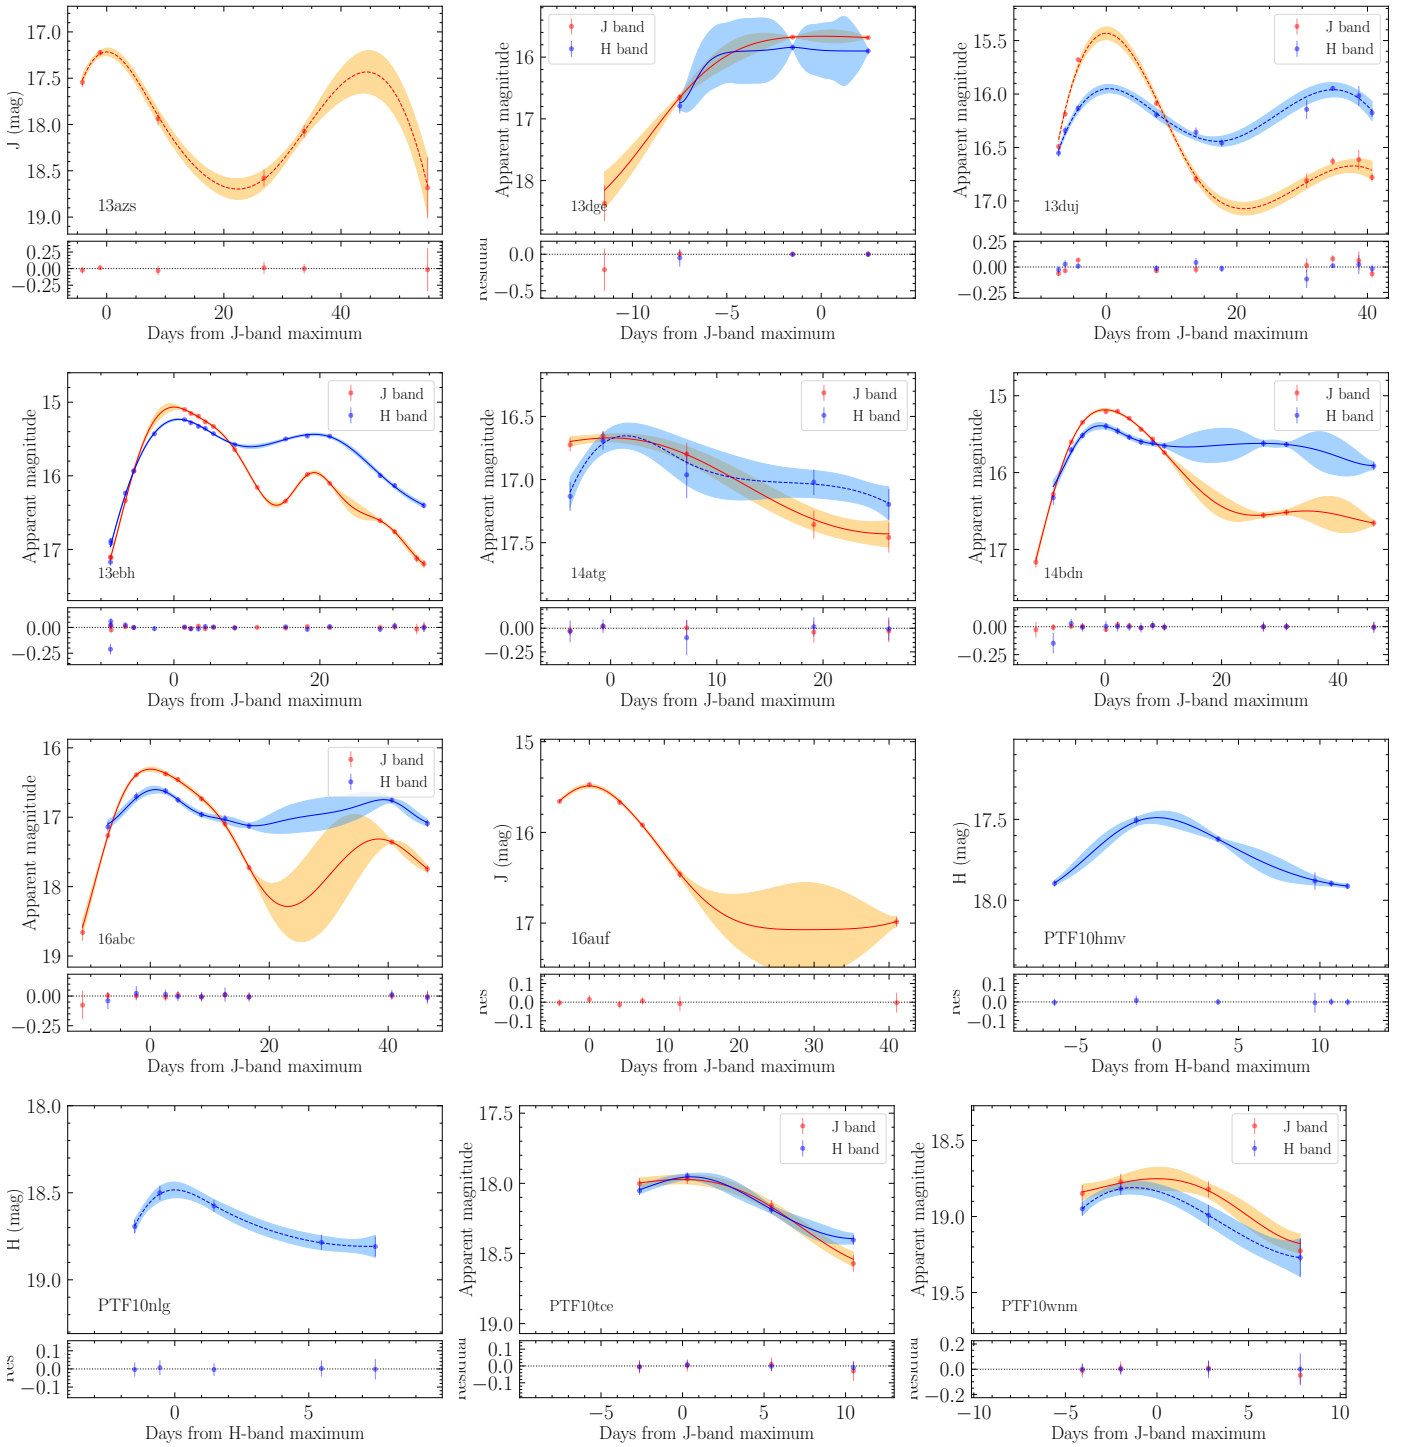 17.0
17.5
18.0
18.5
19.0
J (mag)
13azs
0.25
0.00
−0.25
0
20
40
Days from J-band maximum
J band
H band
16
17
18
Apparent magnitude
13dge
0.0
−0.5
Residual
−10
−5
0
Days from J-band maximum
J band
H band
15.5
16.0
16.5
17.0
Apparent magnitude
13duj
0.25
0.00
−0.25
0
20
40
Days from J-band maximum
J band
H band
15
16
17
Apparent magnitude
13ebh
0.00
−0.25
0
20
Days from J-band maximum
J band
H band
16.5
17.0
17.5
Apparent magnitude
14atg
0.00
−0.25
0
10
20
Days from J-band maximum
J band
H band
15
16
17
Apparent magnitude
14bdn
0.00
−0.25
0
20
40
Days from J-band maximum
J band
H band
16
17
18
19
Apparent magnitude
16abc
0.00
−0.25
0
20
40
Days from J-band maximum
15
16
17
J (mag)
16auf
0.1
0.0
−0.1
Res
0
10
20
30
40
Days from J-band maximum
17.5
18.0
H (mag)
PTF10hmv
0.1
0.0
−0.1
Res
−5
0
5
10
Days from H-band maximum
18.0
18.5
19.0
H (mag)
PTF10nlg
0.1
0.0
−0.1
Res
0
5
Days from H-band maximum
J band
H band
17.5
18.0
18.5
19.0
Apparent magnitude
PTF10tce
0.1
0.0
−0.1
Residual
−5
0
5
10
Days from J-band maximum
J band
H band
18.5
19.0
19.5
Apparent magnitude
PTF10wnm
0.2
0.0
−0.2
Residual
−10
−5
0
5
10
Days from J-band maximum